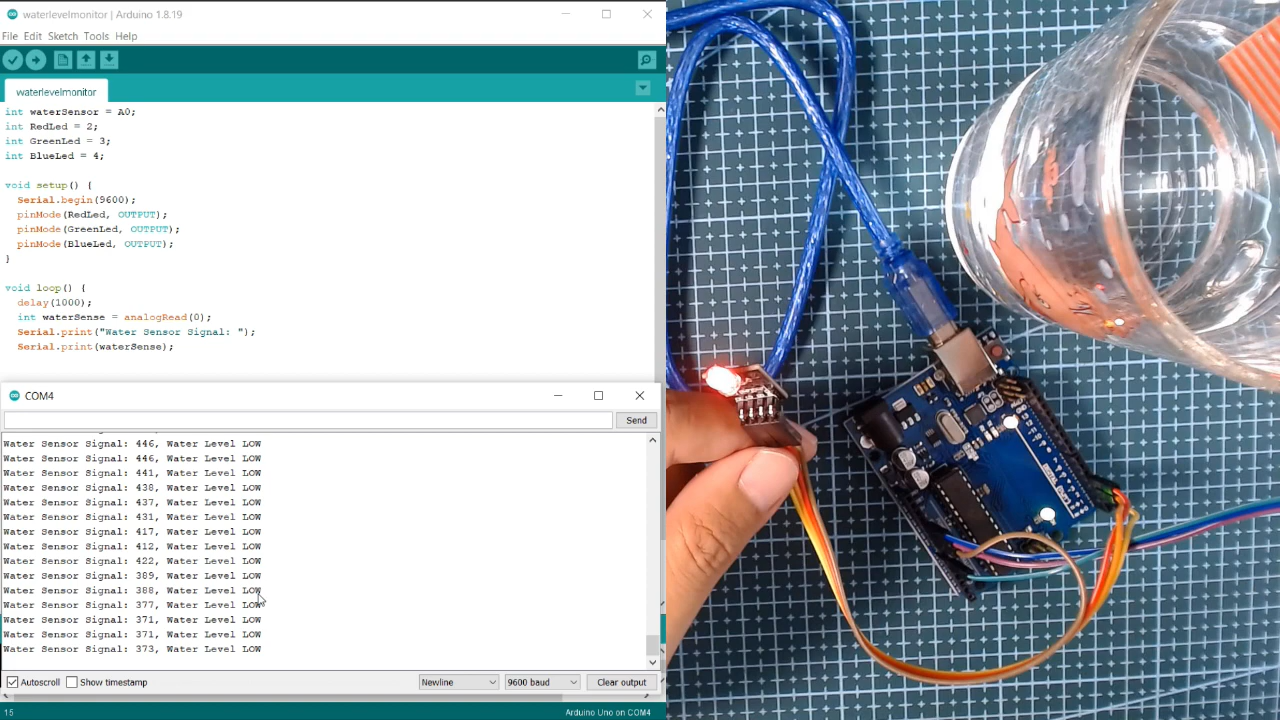 waterlevelmonitor | Arduino 1.8.19
File Edit Sketch Tools Help
waterlevelmonitor
int waterSensor = A0;
int RedLed = 2;
int GreenLed = 3;
int BlueLed = 4;
void setup() {
Serial.begin(9600);
pinMode(RedLed, OUTPUT);
pinMode(GreenLed, OUTPUT);
pinMode(BlueLed, OUTPUT);
}
void loop() {
delay(1000);
int waterSense = analogRead(0);
Serial.print("Water Sensor Signal: ");
Serial.print(waterSense);
COM4
Send
Water Sensor Signal: 446, Water Level LOW
Water Sensor Signal: 446, Water Level LOW
Water Sensor Signal: 441, Water Level LOW
Water Sensor Signal: 438, Water Level LOW
Water Sensor Signal: 437, Water Level LOW
Water Sensor Signal: 431, Water Level LOW
Water Sensor Signal: 417, Water Level LOW
Water Sensor Signal: 412, Water Level LOW
Water Sensor Signal: 422, Water Level LOW
Water Sensor Signal: 389, Water Level LOW
Water Sensor Signal: 388, Water Level LOW
Water Sensor Signal: 377, Water Level LOW
Water Sensor Signal: 371, Water Level LOW
Water Sensor Signal: 371, Water Level LOW
Water Sensor Signal: 373, Water Level LOW
Autoscroll Show timestamp Newline 9600 baud Clear output
15 Arduino Uno on COM4